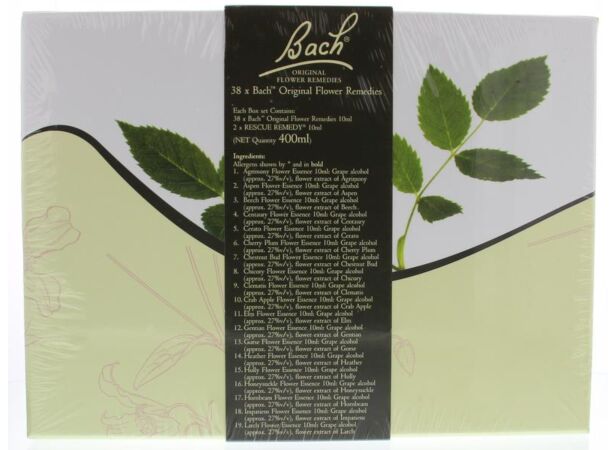 Bach®
ORIGINAL
FLOWER REMEDIES
38 x Bach™ Original Flower Remedies
Each Box set Contains:
38 x Bach™ Original Flower Remedies 10ml
2 x RESCUE REMEDY® 10ml
(NET Quantity 400ml)
Ingredients:
Allergens shown by * and in bold
1. Agrimony Flower Essence 10ml: Grape alcohol
(approx. 27%v/v), flower extract of Agrimony
2. Aspen Flower Essence 10ml: Grape alcohol
(approx. 27%v/v), flower extract of Aspen
3. Beech Flower Essence 10ml: Grape alcohol
(approx. 27%v/v), flower extract of Beech.
4. Centaury Flower Essence 10ml: Grape alcohol
(approx. 27%v/v), flower extract of Centaury
5. Cerato Flower Essence 10ml: Grape alcohol
(approx. 27%v/v), flower extract of Cerato
6. Cherry Plum Flower Essence 10ml: Grape alcohol
(approx. 27%v/v), flower extract of Cherry Plum
7. Chestnut Bud Flower Essence 10ml: Grape alcohol
(approx. 27%v/v), flower extract of Chestnut Bud
8. Chicory Flower Essence 10ml: Grape alcohol
(approx. 27%v/v), flower extract of Chicory
9. Clematis Flower Essence 10ml: Grape alcohol
(approx. 27%v/v), flower extract of Clematis
10. Crab Apple Flower Essence 10ml: Grape alcohol
(approx. 27%v/v), flower extract of Crab Apple
11. Elm Flower Essence 10ml: Grape alcohol
(approx. 27%v/v), flower extract of Elm
12. Gentian Flower Essence 10ml: Grape alcohol
(approx. 27%v/v), flower extract of Gentian
13. Gorse Flower Essence 10ml: Grape alcohol
(approx. 27%v/v), flower extract of Gorse
14. Heather Flower Essence 10ml: Grape alcohol
(approx. 27%v/v), flower extract of Heather
15. Holly Flower Essence 10ml: Grape alcohol
(approx. 27%v/v), flower extract of Holly
16. Honeysuckle Flower Essence 10ml: Grape alcohol
(approx. 27%v/v), flower extract of Honeysuckle
17. Hornbeam Flower Essence 10ml: Grape alcohol
(approx. 27%v/v), flower extract of Hornbeam
18. Impatiens Flower Essence 10ml: Grape alcohol
(approx. 27%v/v), flower extract of Impatiens
19. Larch Flower Essence 10ml: Grape alcohol
(approx. 27%v/v), flower extract of Larch